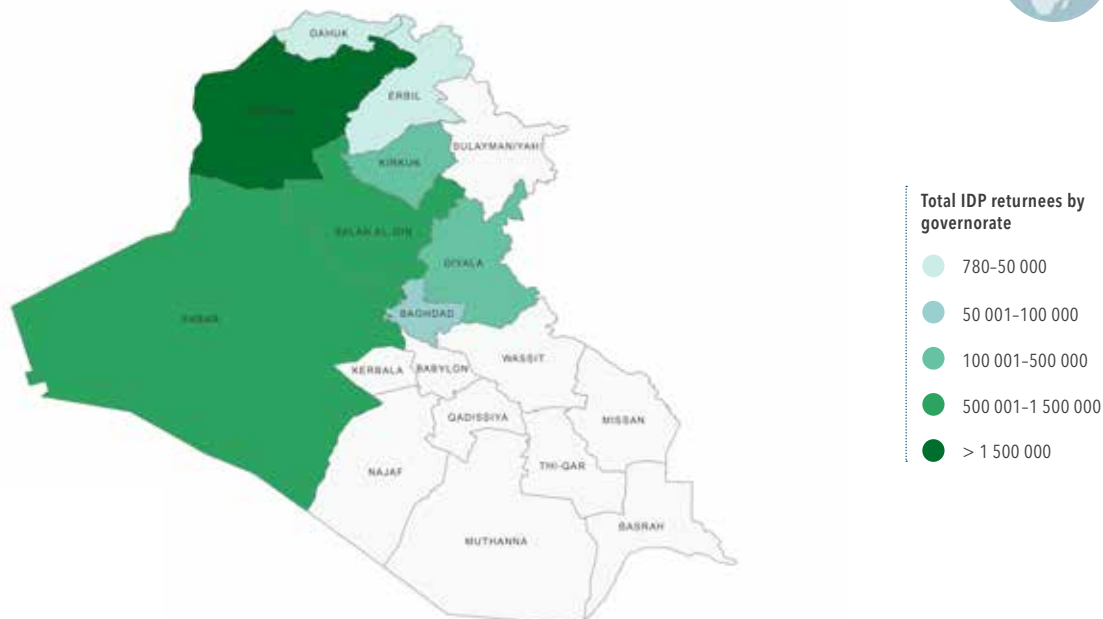 DAHUK
ERBIL
SULAYMANIYAH
KIRKUK
SALAH AL-DIN
DIYALA
ANBAR
BAGHDAD
WASSIT
KERBALA
BABYLON
QADISSIYA
MISSAN
NAJAF
THI-QAR
BASRAH
MUTHANNA
Total IDP returnees by
governorate
780–50 000
50 001–100 000
100 001–500 000
500 001–1 500 000
> 1 500 000